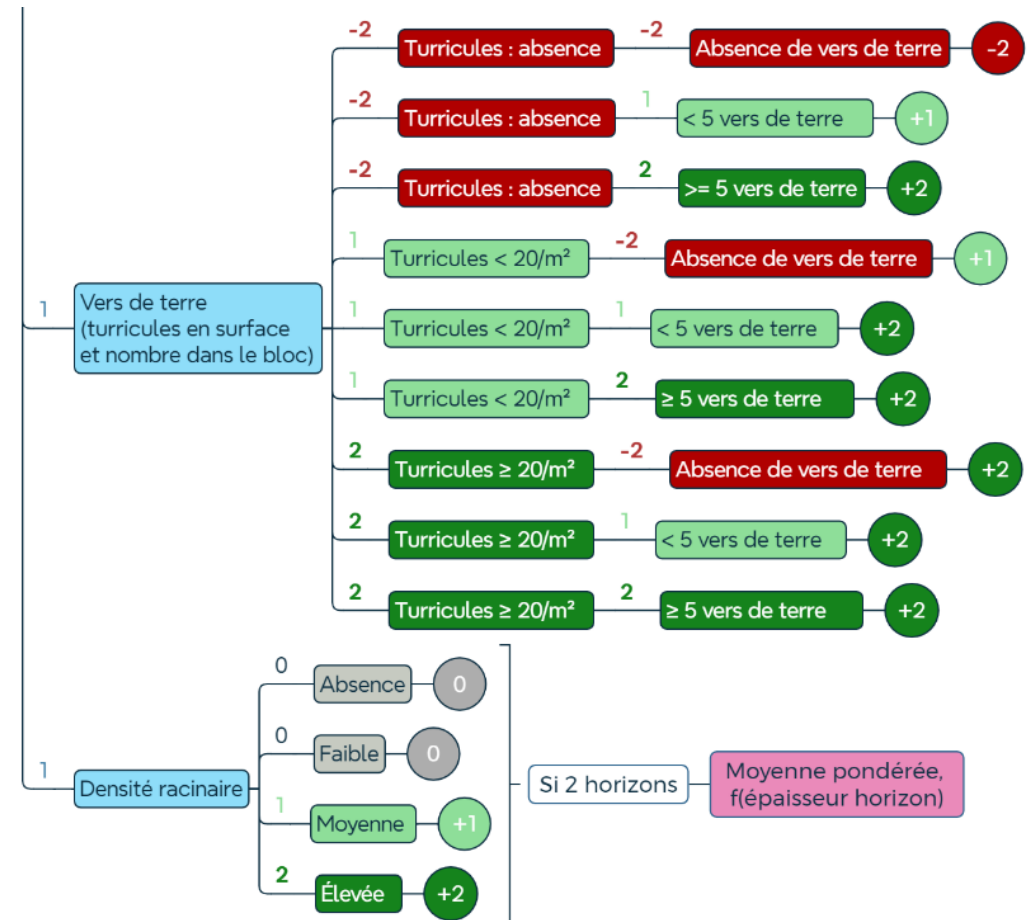 -2 Turricules : absence -2 Absence de vers de terre -2
-2 Turricules : absence 1 < 5 vers de terre +1
-2 Turricules : absence 2 >= 5 vers de terre +2
1 Turricules < 20/m² -2 Absence de vers de terre +1
1 Vers de terre
(turricules en surface
et nombre dans le bloc)
1 Turricules < 20/m² 1 < 5 vers de terre +2
1 Turricules < 20/m² 2 ≥ 5 vers de terre +2
2 Turricules ≥ 20/m² -2 Absence de vers de terre +2
2 Turricules ≥ 20/m² 1 < 5 vers de terre +2
2 Turricules ≥ 20/m² 2 ≥ 5 vers de terre +2
1 Densité racinaire
0 Absence 0
0 Faible 0
1 Moyenne +1
2 Élevée +2
Si 2 horizons
Moyenne pondérée,
f(épaisseur horizon)